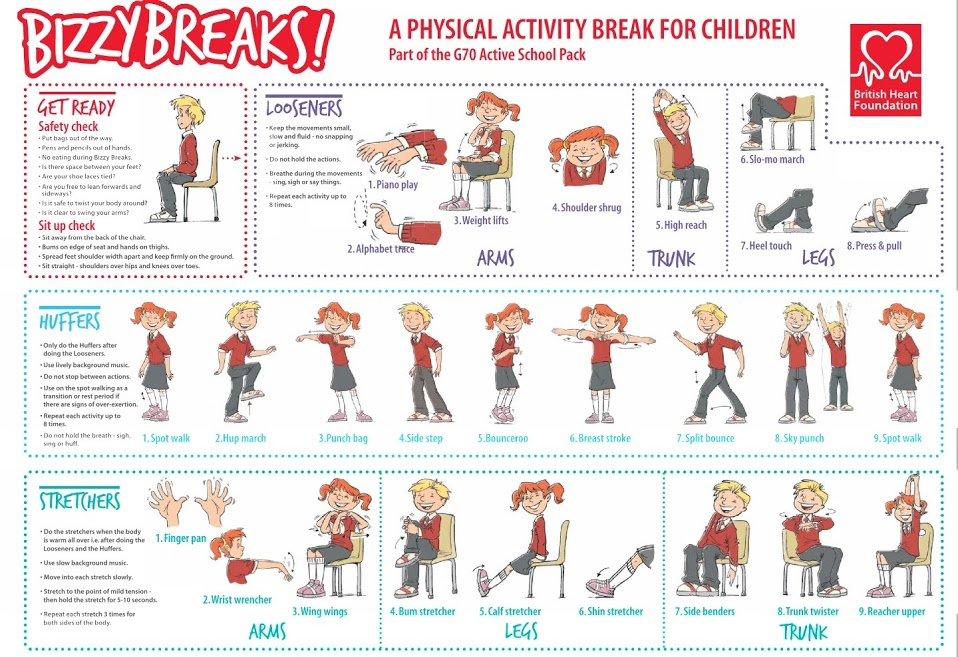 BIZZYBREAKS!
A PHYSICAL ACTIVITY BREAK FOR CHILDREN
Part of the G70 Active School Pack
British Heart
Foundation
GET READY
Safety check
• Put bags out of the way.
• Pens and pencils out of hands.
• No eating during Bizzy Breaks.
• Is there space between your feet?
• Are your shoe laces tied?
• Are you free to lean forwards and
sideways?
• Is it safe to twist your body around?
• Is it clear to swing your arms?
Sit up check
• Sit away from the back of the chair.
• Bums on edge of seat and hands on thighs.
• Spread feet shoulder width apart and keep firmly on the ground.
• Sit straight - shoulders over hips and knees over toes.
LOOSENERS
• Keep the movements small,
slow and fluid - no snapping
or jerking.
• Do not hold the actions.
• Breathe during the movements
- sing, sigh or say things.
• Repeat each activity up to
8 times.
1. Piano play
2. Alphabet trace
3. Weight lifts
4. Shoulder shrug
ARMS
5. High reach
TRUNK
6. Slo-mo march
7. Heel touch
8. Press & pull
LEGS
HUFFERS
• Only do the Huffers after
doing the Looseners.
• Use lively background music.
• Do not stop between actions.
• Use on the spot walking as a
transition or rest period if
there are signs of over-exertion.
• Repeat each activity up to
8 times.
• Do not hold the breath - sigh,
sing or huff.
1. Spot walk
2. Hup march
3. Punch bag
4. Side step
5. Bounceroo
6. Breast stroke
7. Split bounce
8. Sky punch
9. Spot walk
STRETCHERS
• Do the stretchers when the body
is warm all over i.e. after doing the
Looseners and the Huffers.
• Use slow background music.
• Move into each stretch slowly.
• Stretch to the point of mild tension -
then hold the stretch for 5-10 seconds.
• Repeat each stretch 3 times for
both sides of the body.
1. Finger pan
2. Wrist wrencher
3. Wing wings
ARMS
4. Bum stretcher
5. Calf stretcher
6. Shin stretcher
LEGS
7. Side benders
8. Trunk twister
9. Reacher upper
TRUNK